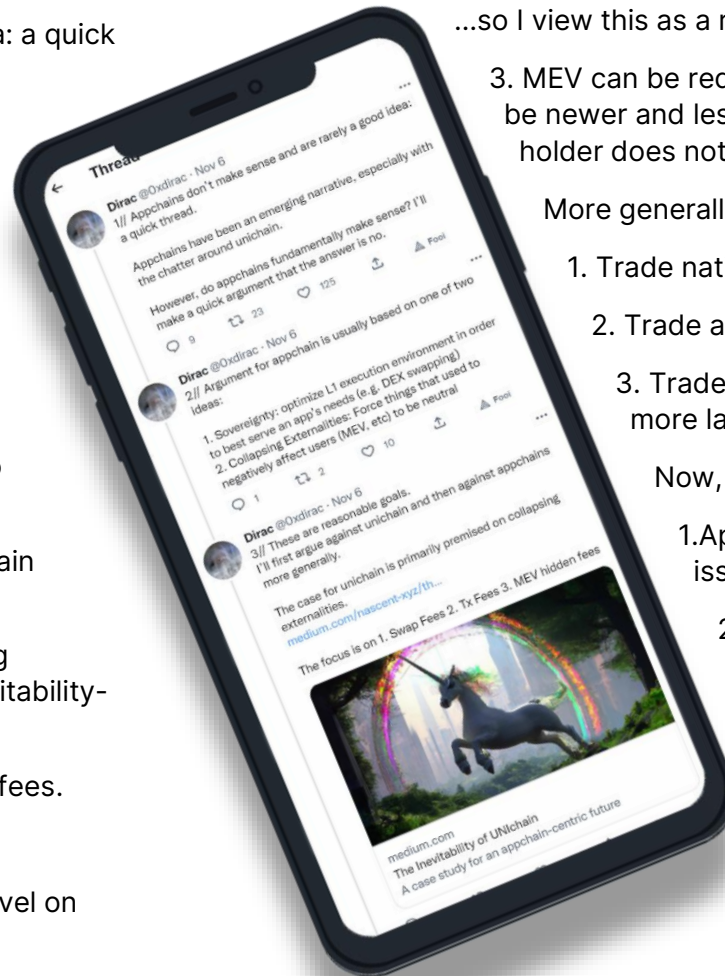 a: a quick
ain
g
itability-
fees.
vel on
Thread
Dirac @0xdirac · Nov 6
1// Appchains don't make sense and are rarely a good idea:
a quick thread.
Appchains have been an emerging narrative, especially with
the chatter around unichain.
However, do appchains fundamentally make sense? I'll
make a quick argument that the answer is no.
9 23 125 Fooi
Dirac @0xdirac · Nov 6
2// Argument for appchain is usually based on one of two
ideas:
1. Sovereignty: optimize L1 execution environment in order
to best serve an app's needs (e.g. DEX swapping)
2. Collapsing Externalities: Force things that used to
negatively affect users (MEV, etc) to be neutral
1 2 10 Fooi
Dirac @0xdirac · Nov 6
3// These are reasonable goals.
I'll first argue against unichain and then against appchains
more generally.
The case for unichain is primarily premised on collapsing
externalities.
medium.com/nascent-xyz/th...
The focus is on 1. Swap Fees 2. Tx Fees 3. MEV hidden fees
medium.com
The Inevitability of UNIchain
A case study for an appchain-centric future
...so I view this as a
3. MEV can be
be newer and
holder does not
More
1. Trade
2. Trade
3. Trade
more
Now,